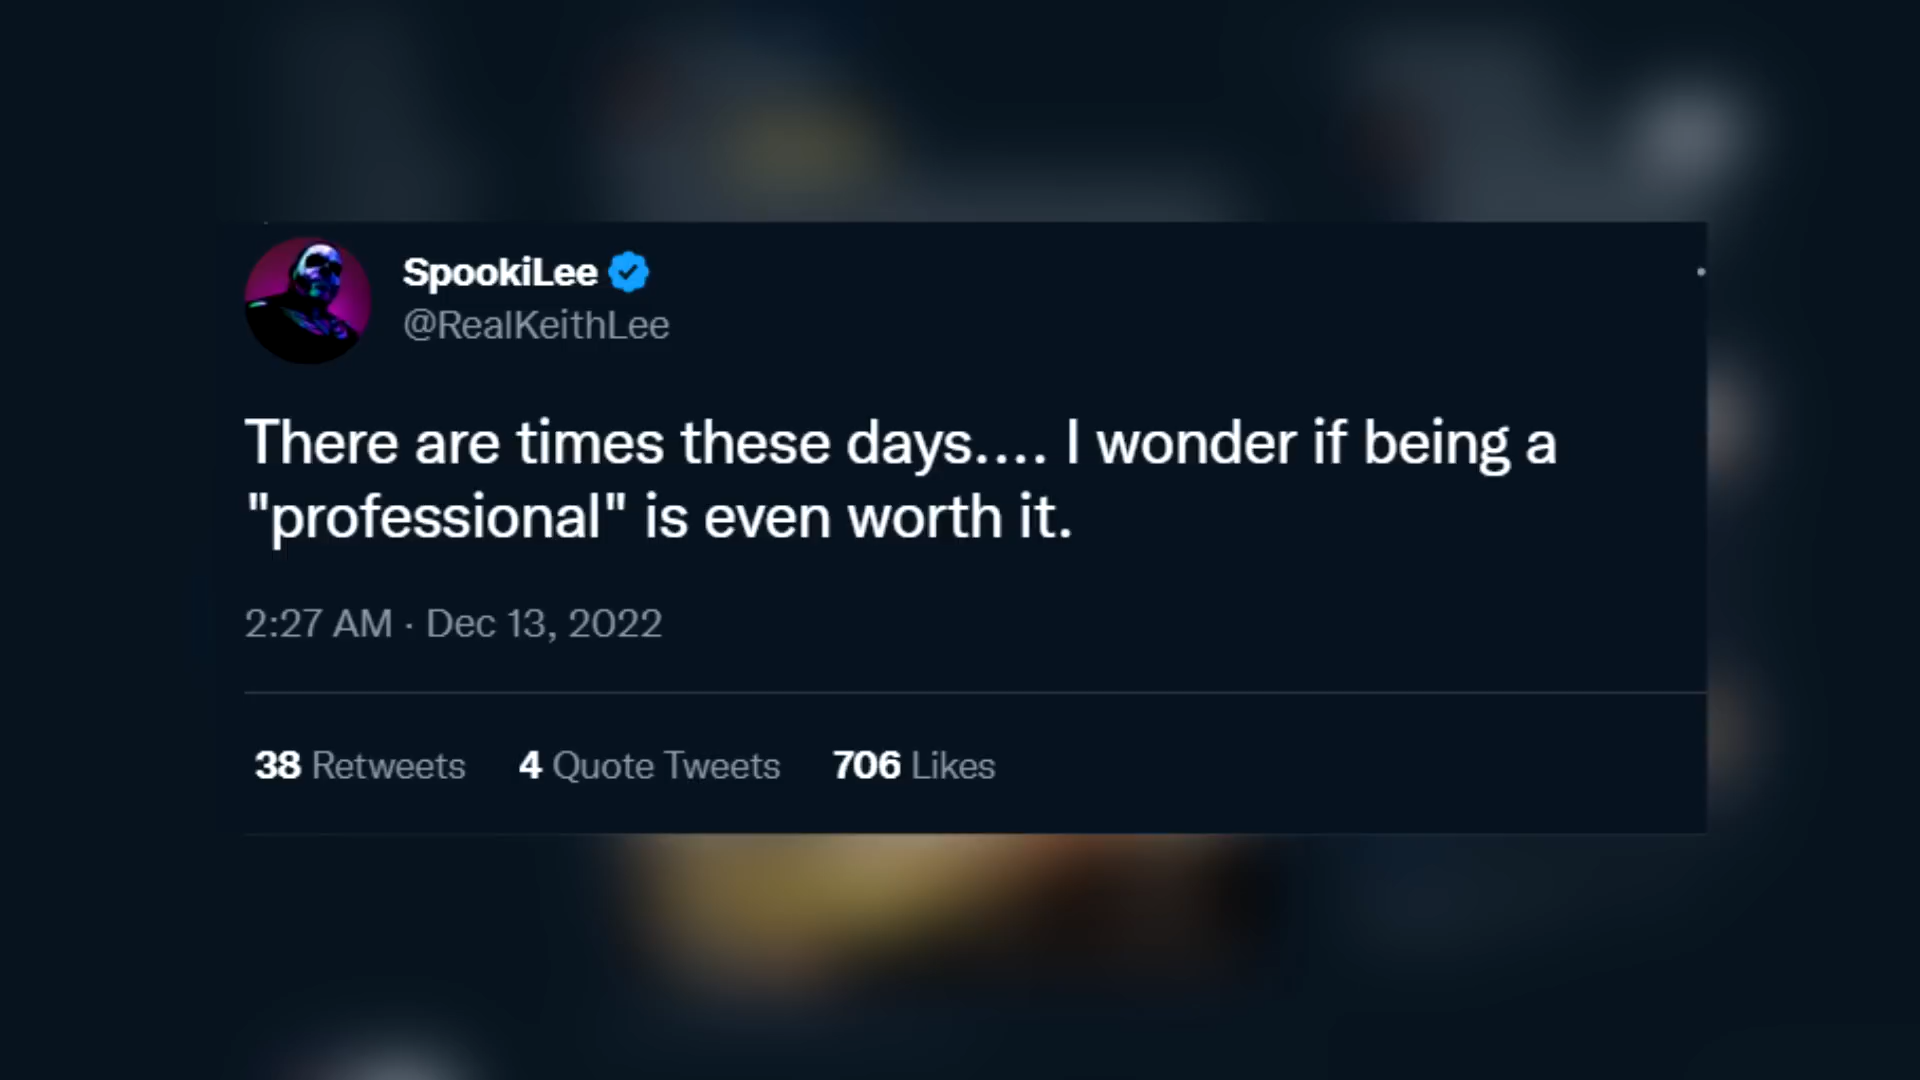 SpookiLee
@RealKeithLee
There are times these days.... I wonder if being a
"professional" is even worth it.
2:27 AM · Dec 13, 2022
38 Retweets 4 Quote Tweets 706 Likes